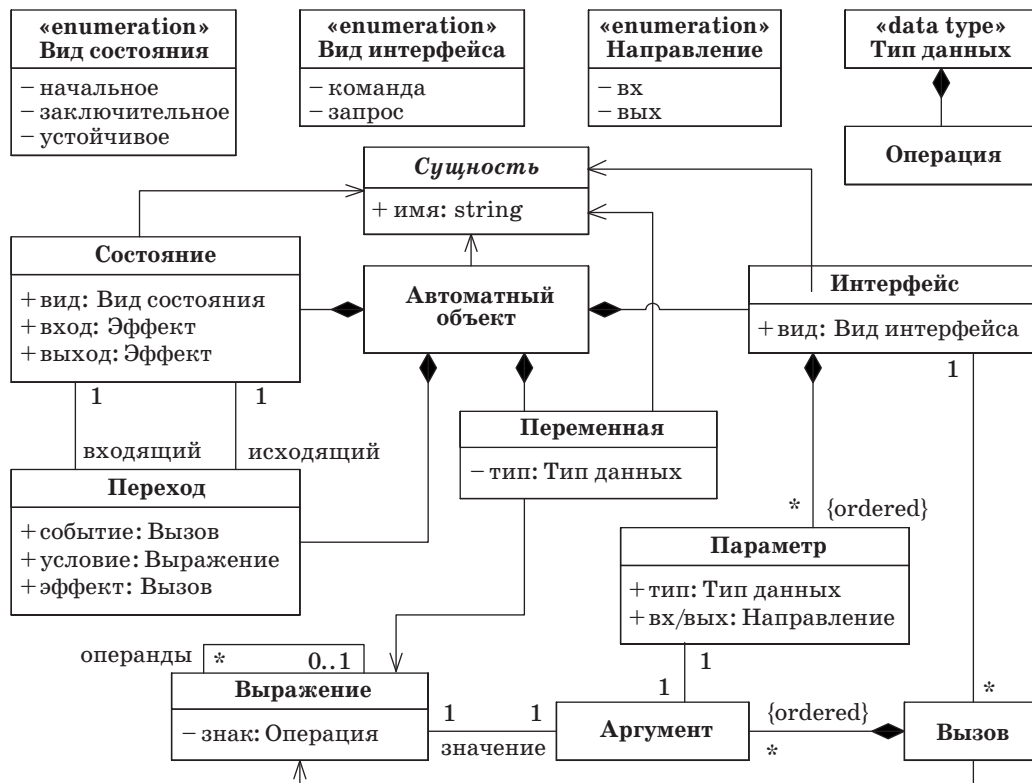 «enumeration»
Вид состояния
– начальное
– заключительное
– устойчивое
«enumeration»
Вид интерфейса
– команда
– запрос
«enumeration»
Направление
– вх
– вых
«data type»
Тип данных
Операция
Сущность
+ имя: string
Состояние
+ вид: Вид состояния
+ вход: Эффект
+ выход: Эффект
Автоматный
объект
Интерфейс
+ вид: Вид интерфейса
1
1
1
входящий
исходящий
Переменная
– тип: Тип данных
Переход
+ событие: Вызов
+ условие: Выражение
+ эффект: Вызов
*
{ordered}
Параметр
+ тип: Тип данных
+ вх/вых: Направление
операнды
*
0..1
1
1
*
Выражение
– знак: Операция
1
1
значение
Аргумент
{ordered}
*
Вызов